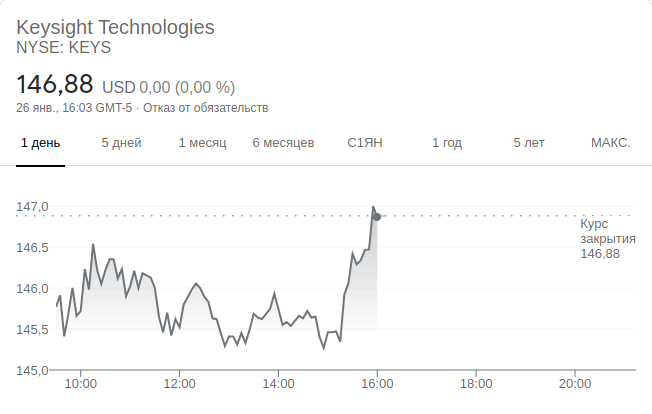 Keysight Technologies
NYSE: KEYS
146,88 USD 0,00 (0,00 %)
26 янв., 16:03 GMT-5 · Отказ от обязательств
1 день 5 дней 1 месяц 6 месяцев С1ЯН 1 год 5 лет МАКС.
147,0
Курс
закрытия
146,88
146,5
146,0
145,5
145,0
10:00 12:00 14:00 16:00 18:00 20:00